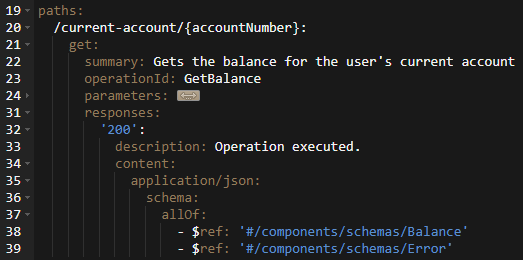 19 paths:
20 /current-account/{accountNumber}:
21 get:
22 summary: Gets the balance for the user's current account
23 operationId: GetBalance
24 parameters:
31 responses:
32 '200':
33 description: Operation executed.
34 content:
35 application/json:
36 schema:
37 allOf:
38 - $ref: '#/components/schemas/Balance'
39 - $ref: '#/components/schemas/Error'